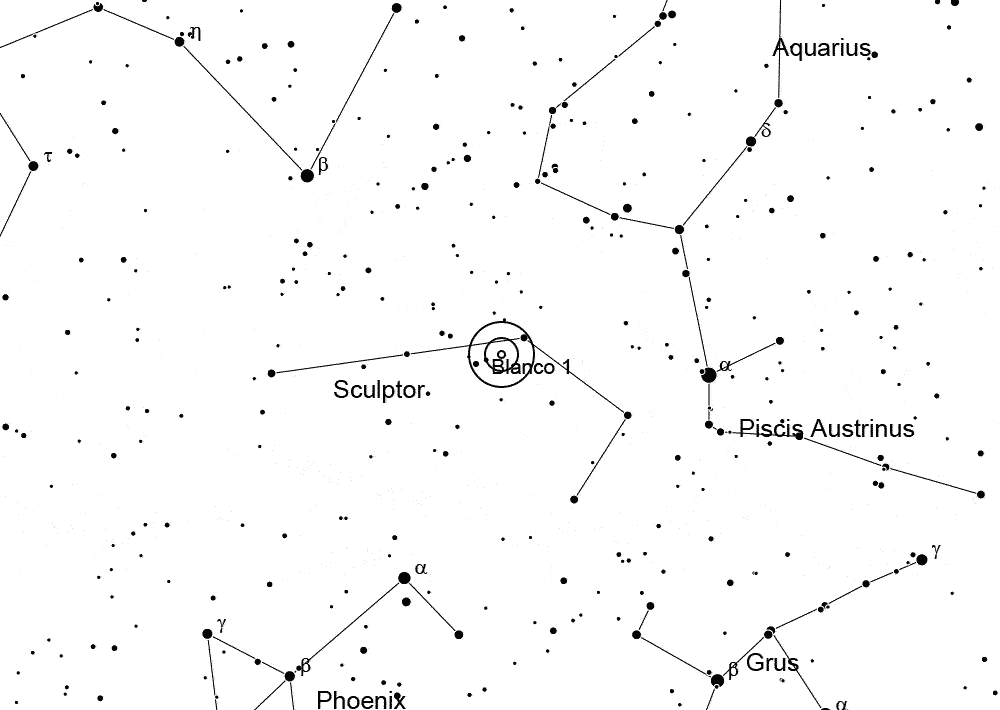 η
Aquarius
δ
τ
β
Blanco 1
α
Sculptor
Piscis Austrinus
γ
α
γ
β
Grus
β
Phoenix
α